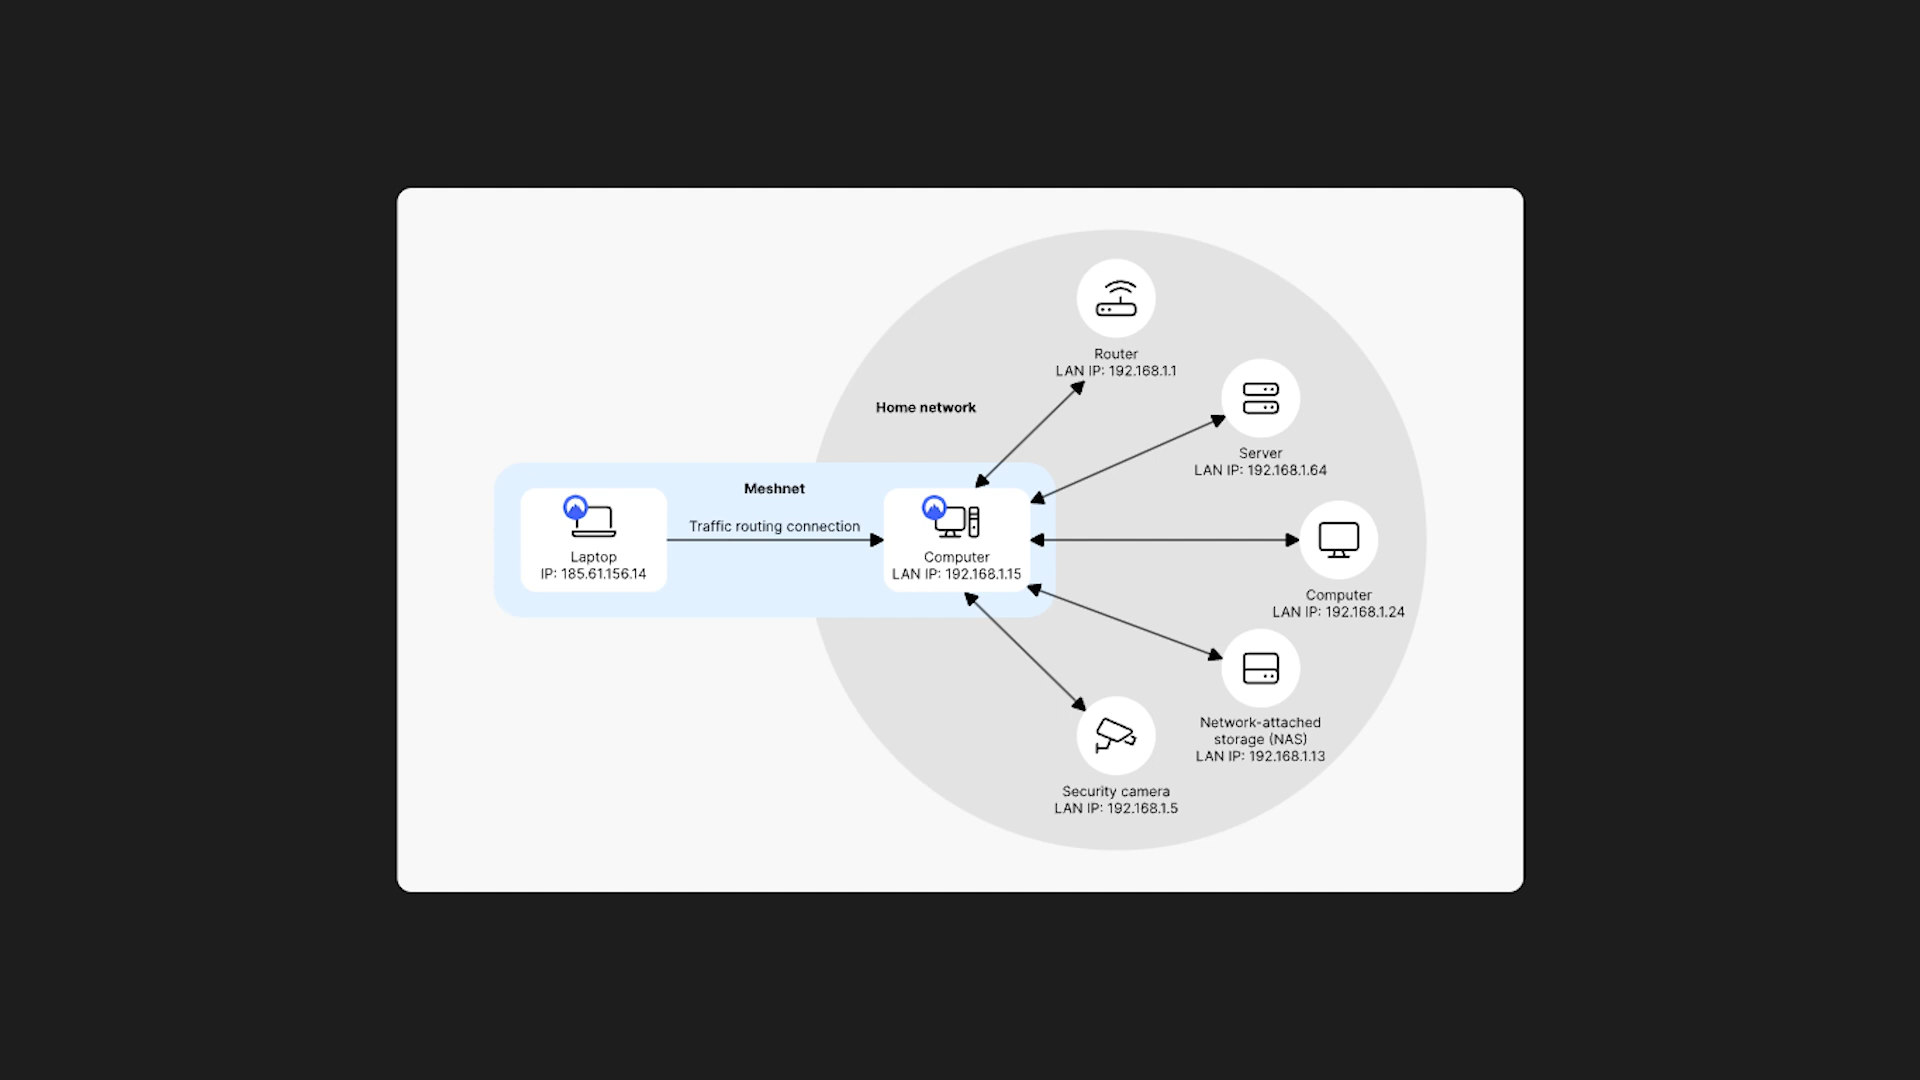 Router
LAN IP: 192.168.1.1
Home network
Server
LAN IP: 192.168.1.64
Meshnet
Traffic routing connection
Laptop
IP: 185.61.156.14
Computer
LAN IP: 192.168.1.15
Computer
LAN IP: 192.168.1.24
Network-attached
storage (NAS)
LAN IP: 192.168.1.13
Security camera
LAN IP: 192.168.1.5